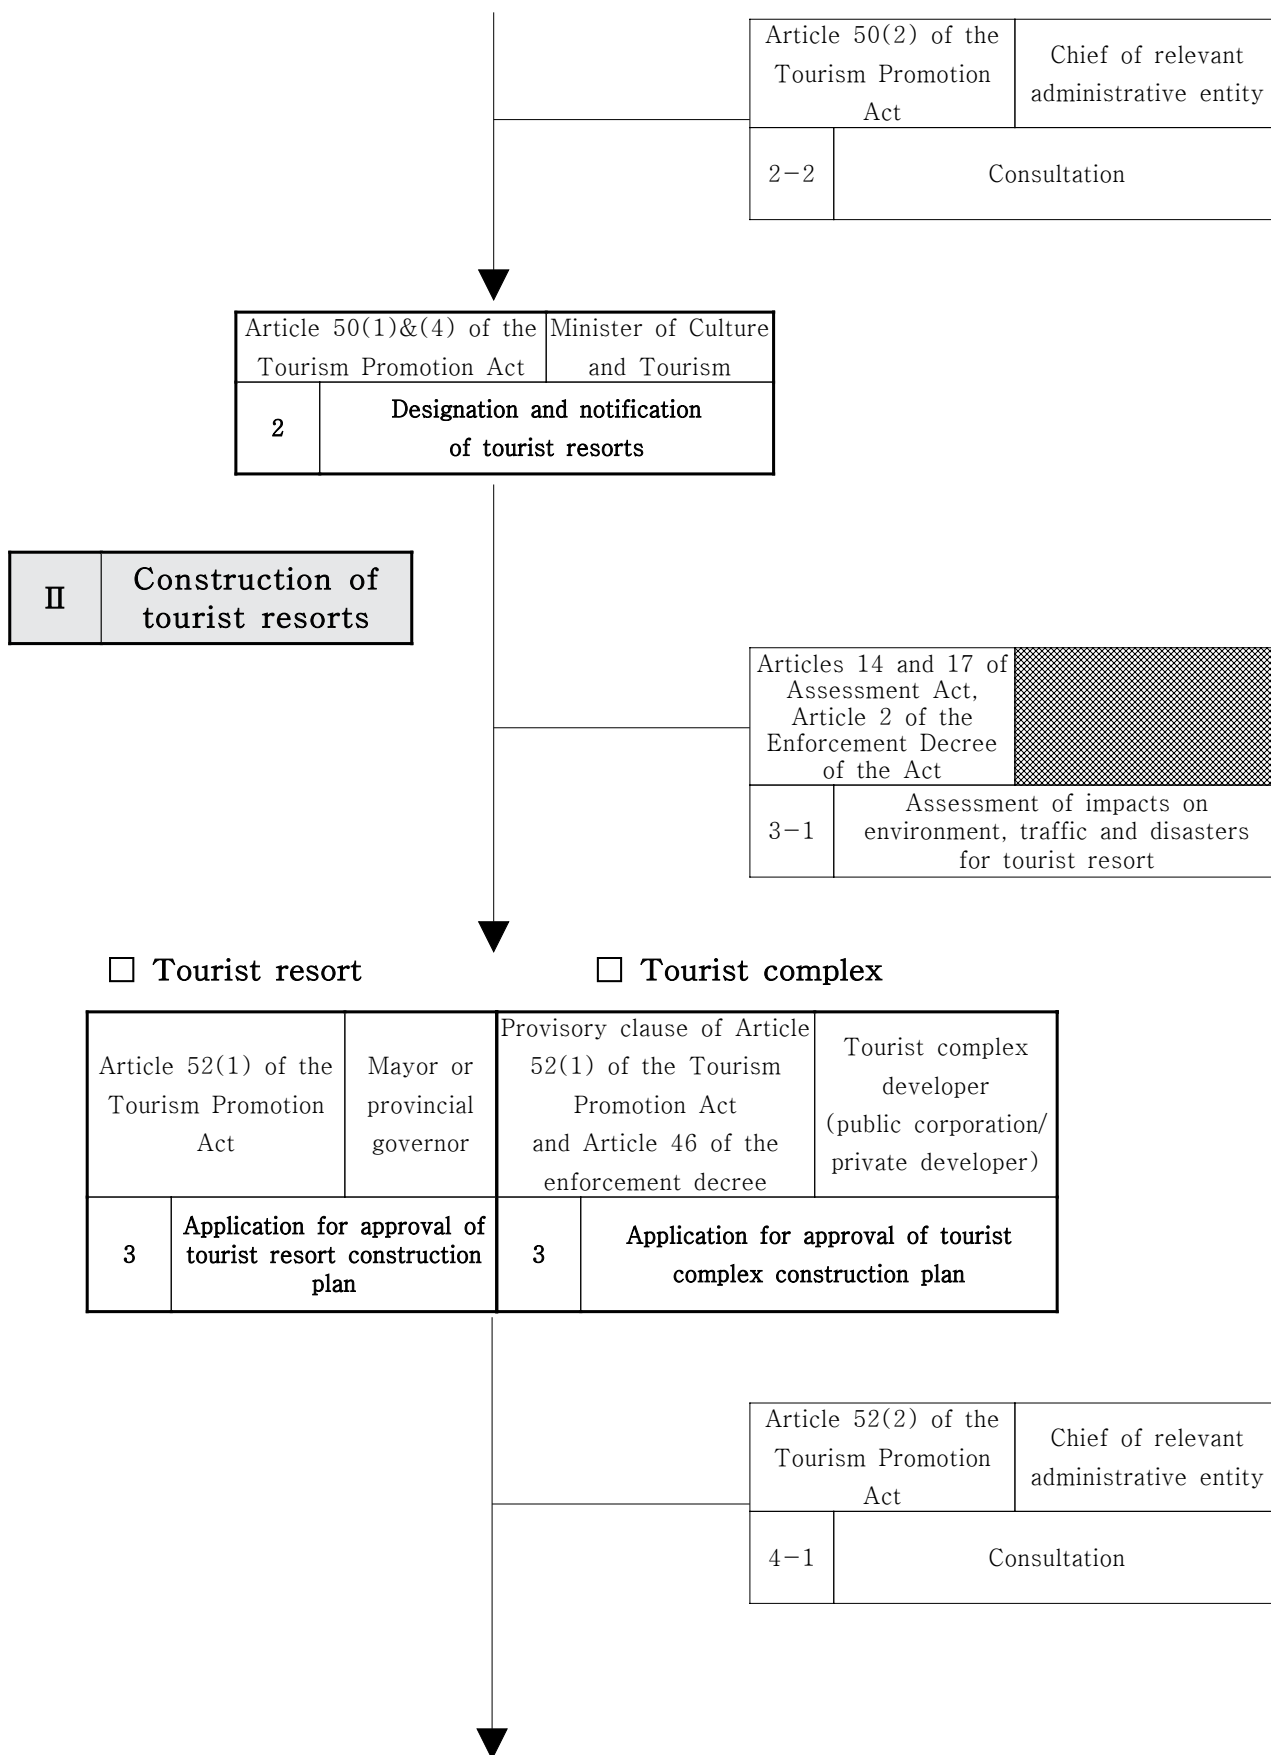 Article 50(2) of the
Tourism Promotion
Act
Chief of relevant
administrative entity
2-2
Consultation
Article 50(1)&(4) of the
Tourism Promotion Act
Minister of Culture
and Tourism
2
Designation and notification
of tourist resorts
Ⅱ
Construction of
tourist resorts
Articles 14 and 17 of
Assessment Act,
Article 2 of the
Enforcement Decree
of the Act
3-1
Assessment of impacts on
environment, traffic and disasters
for tourist resort
□ Tourist resort
□ Tourist complex
Article 52(1) of the
Tourism Promotion
Act
Mayor or
provincial
governor
Provisory clause of Article
52(1) of the Tourism
Promotion Act
and Article 46 of the
enforcement decree
Tourist complex
developer
(public corporation/
private developer)
3
Application for approval of
tourist resort construction
plan
3
Application for approval of tourist
complex construction plan
Article 52(2) of the
Tourism Promotion
Act
Chief of relevant
administrative entity
4-1
Consultation